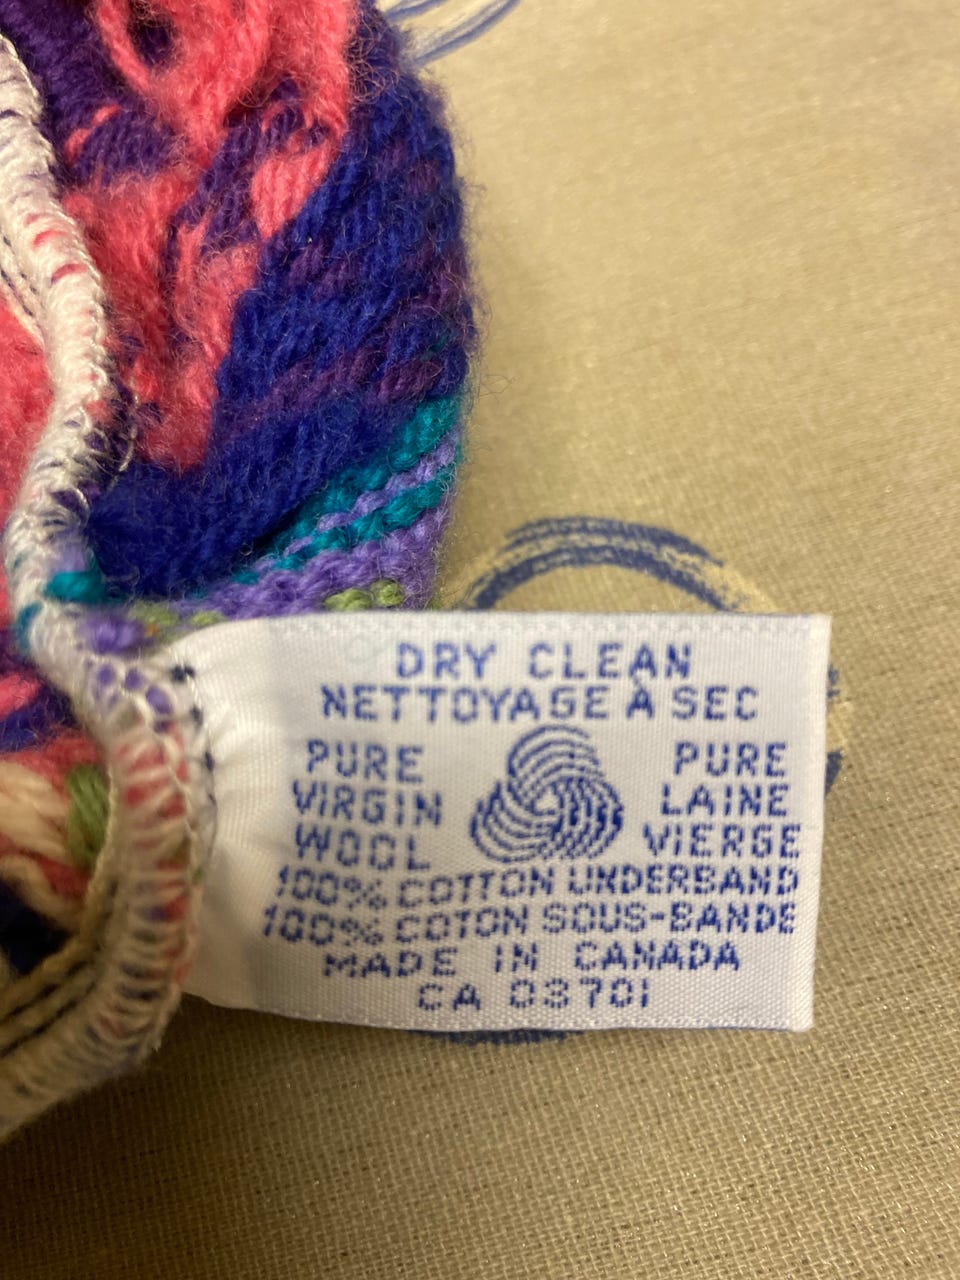 DRY CLEAN
NETTOYAGE À SEC
PURE
VIRGIN
WOOL
PURE
LAINE
VIERGE
100% COTTON UNDERBAND
100% COTON SOUS-BANDE
MADE IN CANADA
CA 03701